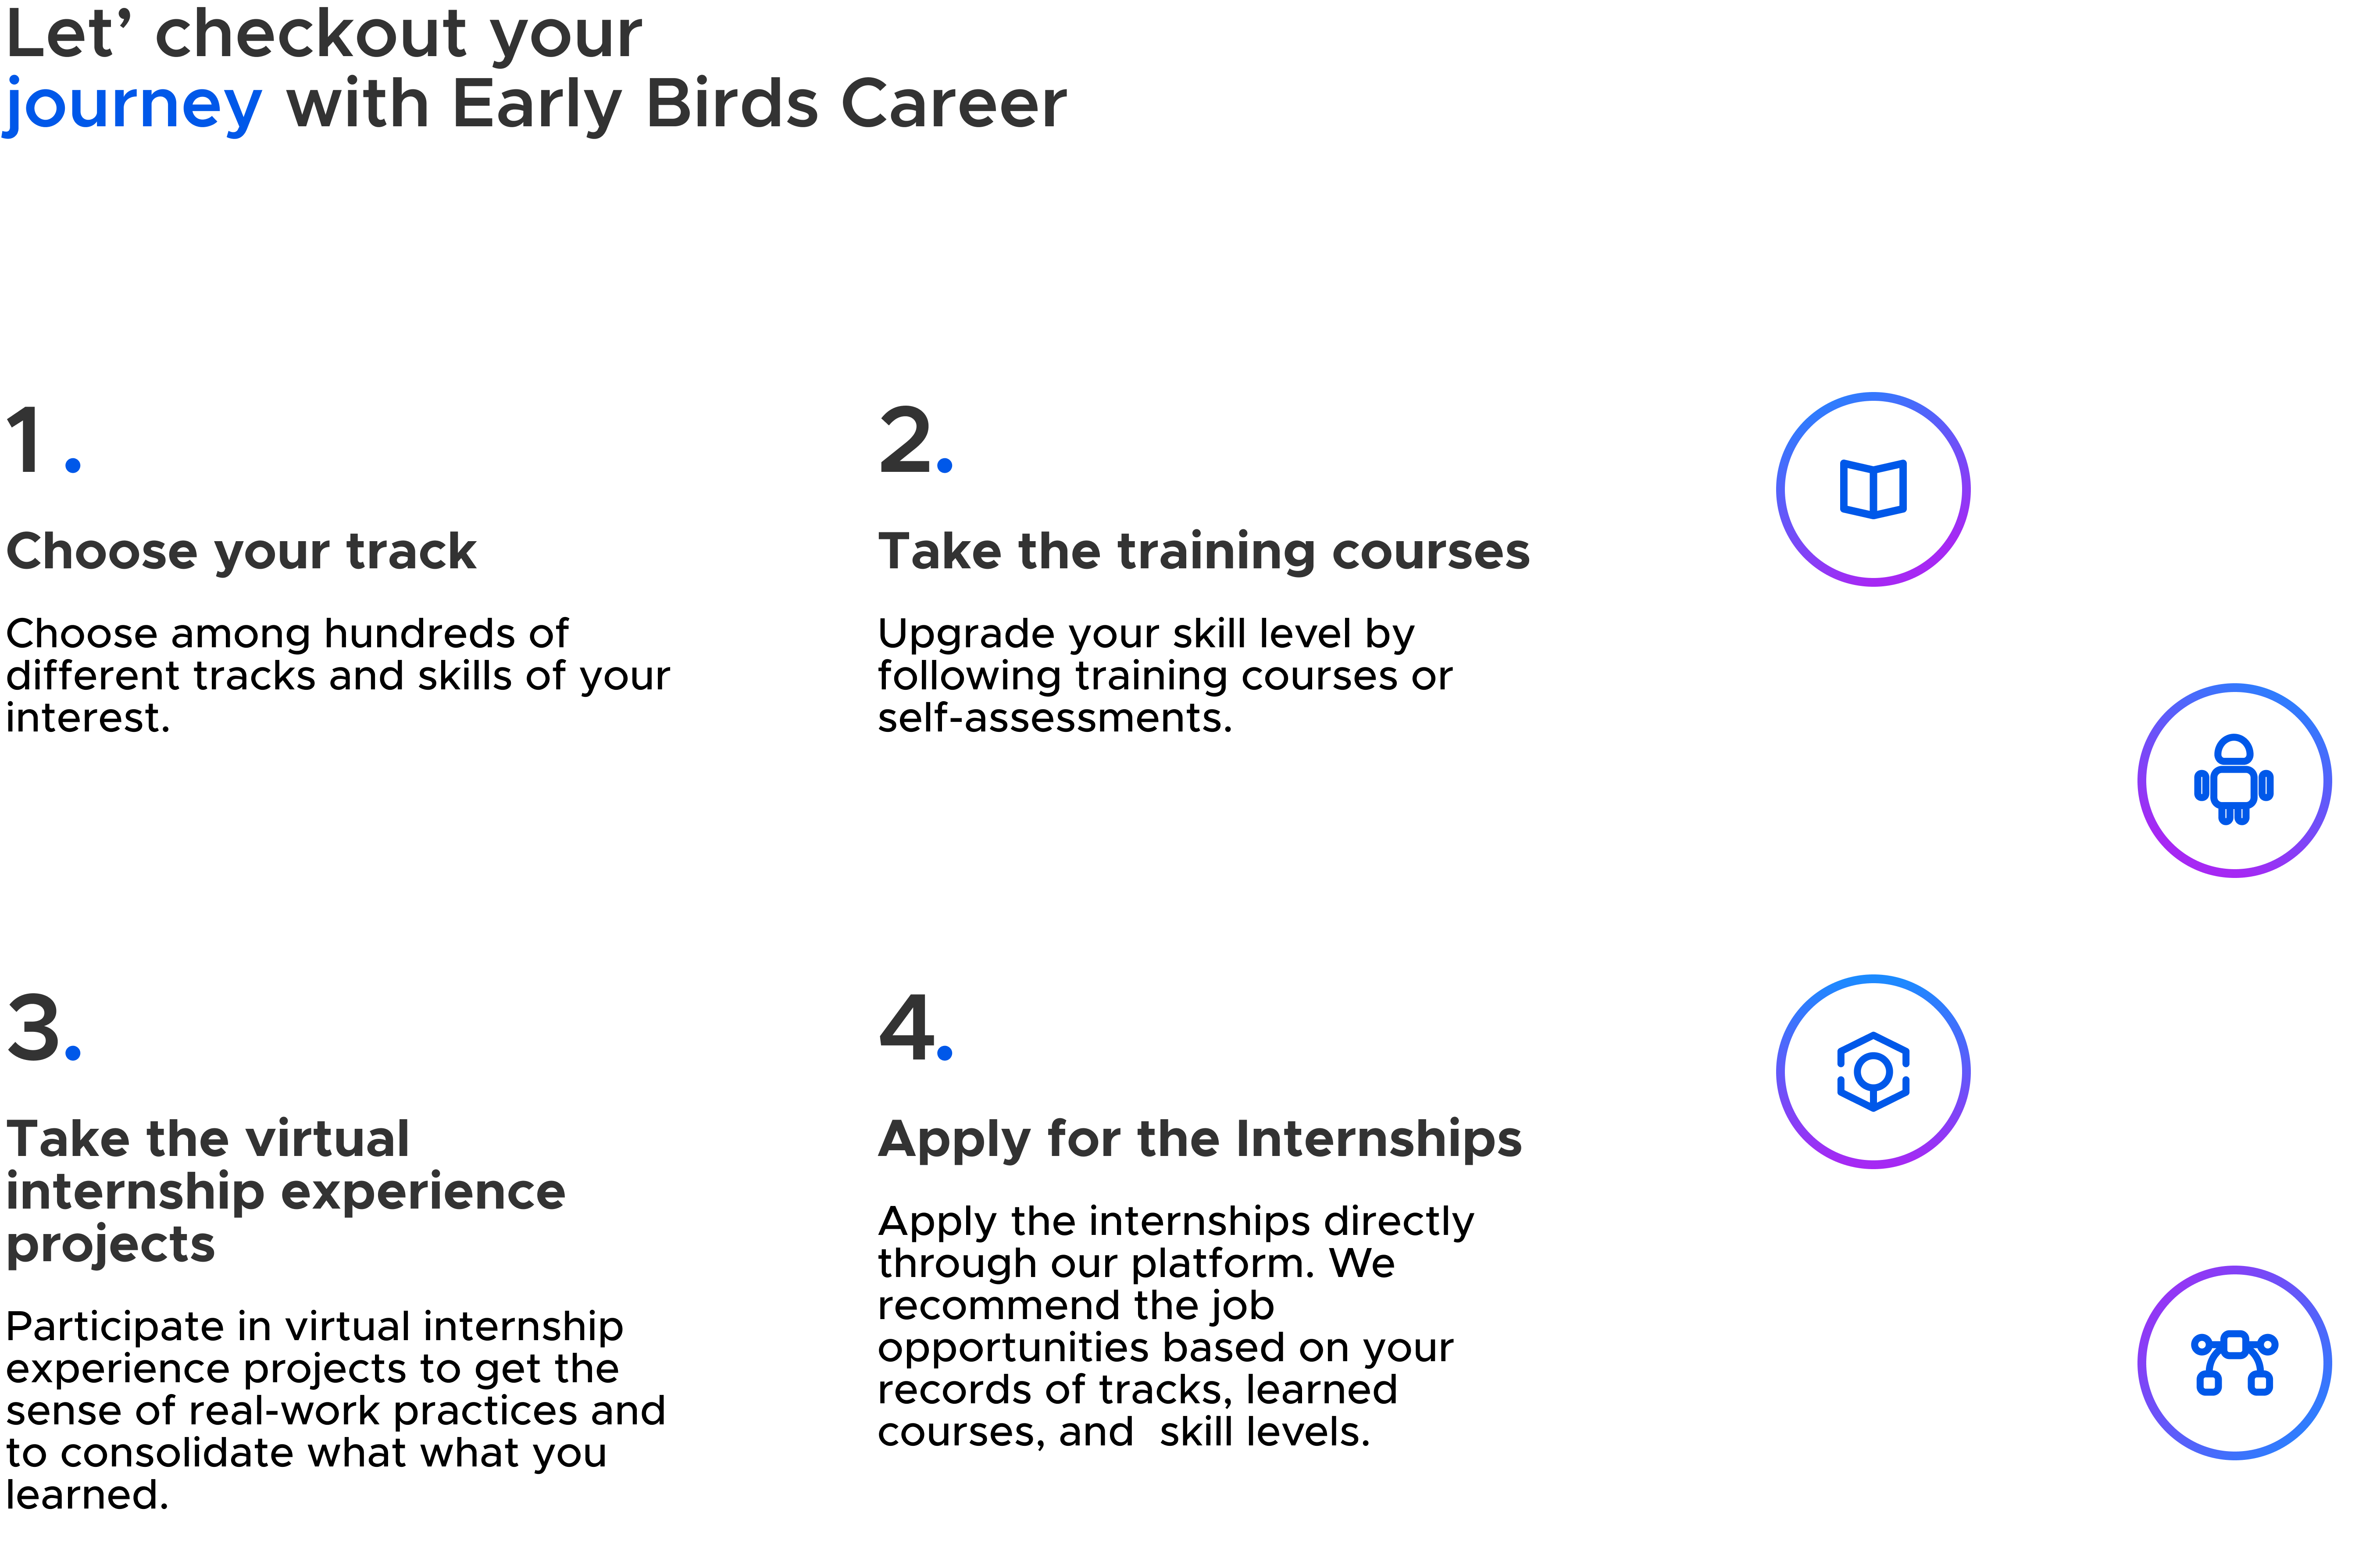 Let’ checkout your
journey with Early Birds Career
1.
Choose your track
Choose among hundreds of
different tracks and skills of your
interest.
2.
Take the training courses
Upgrade your skill level by
following training courses or
self-assessments.
3.
Take the virtual
internship experience
projects
Participate in virtual internship
experience projects to get the
sense of real-work practices and
to consolidate what what you
learned.
4.
Apply for the Internships
Apply the internships directly
through our platform. We
recommend the job
opportunities based on your
records of tracks, learned
courses, and  skill levels.